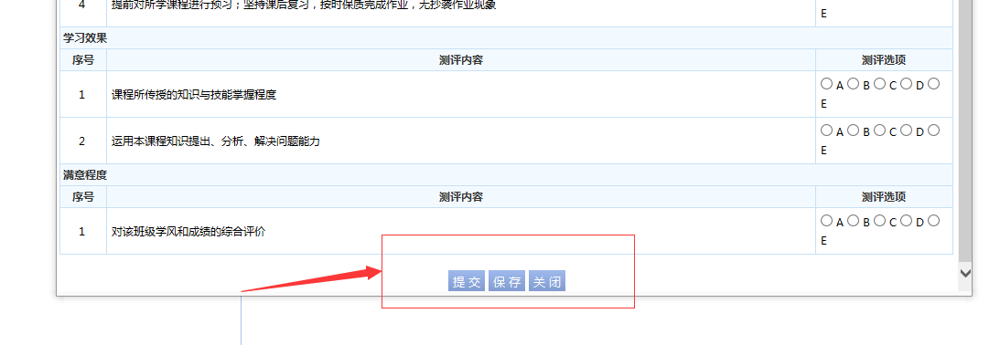 4 提前对所学课程进行预习；坚持课后复习，按时保质完成作业，无抄袭作业现象
E
学习效果
序号 测评内容 测评选项
1 课程所传授的知识与技能掌握程度 A B C D
E
2 运用本课程知识提出、分析、解决问题能力 A B C D
E
满意程度
序号 测评内容 测评选项
1 对该班级学风和成绩的综合评价 A B C D
E
提 交 保 存 关 闭